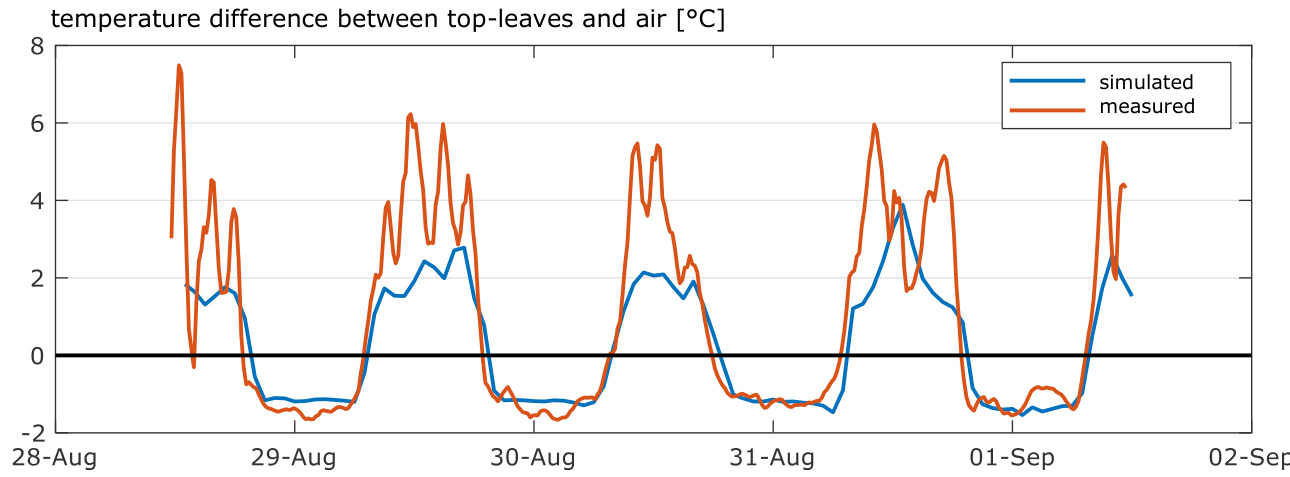 temperature difference between top-leaves and air [°C]
8
simulated
measured
6
4
2
0
-2
28-Aug 29-Aug 30-Aug 31-Aug 01-Sep 02-Sep